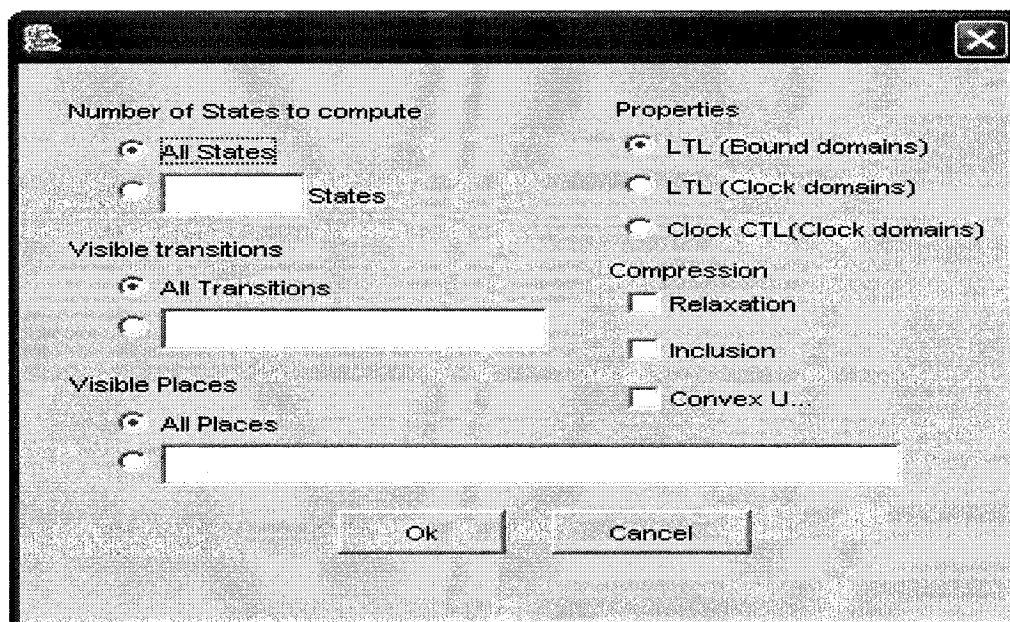 Number of States to compute
All States
States
Visible transitions
All Transitions
Visible Places
All Places
Properties
LTL (Bound domains)
LTL (Clock domains)
Clock CTL(Clock domains)
Compression
Relaxation
Inclusion
Convex U...
Ok
Cancel